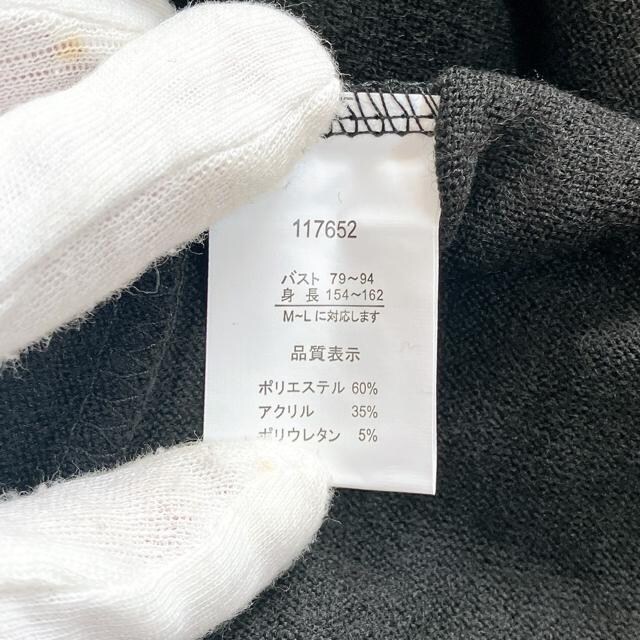 117652
バスト 79～94
身長 154～162
M～Lに対応します
品質表示
ポリエステル 60%
アクリル 35%
ポリウレタン 5%